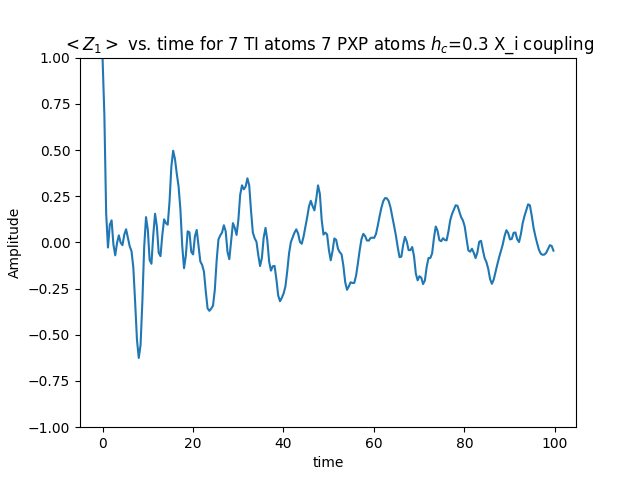 < Z₁ > vs. time for 7 TI atoms 7 PXP atoms h_c=0.3 X_i coupling
1.00
0.75
0.50
0.25
0.00
−0.25
−0.50
−0.75
−1.00
Amplitude
0 20 40 60 80 100
time